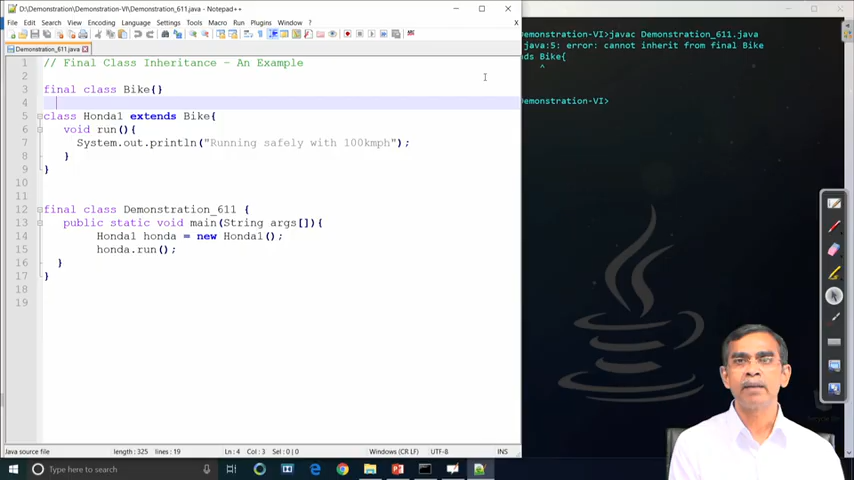 D:\Demonstration\Demonstration-VI\Demonstration_611.java - Notepad++
File Edit Search View Encoding Language Settings Tools Macro Run Plugins Window ? X
Demonstration_611.java
1 // Final Class Inheritance - An Example
2
3 final class Bike{}
4
5 class Honda1 extends Bike{
6 void run(){
7 System.out.println("Running safely with 100kmph");
8 }
9 }
10
11
12 final class Demonstration_611 {
13 public static void main(String args[]){
14 Honda1 honda = new Honda1();
15 honda.run();
16 }
17 }
18
19
Java source file length : 325 lines : 19 Ln : 4 Col : 3 Sel : 0 | 0 Windows (CR LF) UTF-8 INS
emonstration-VI>javac Demonstration_611.java
java:5: error: cannot inherit from final Bike
ds Bike{
^
emonstration-VI>
Type here to search